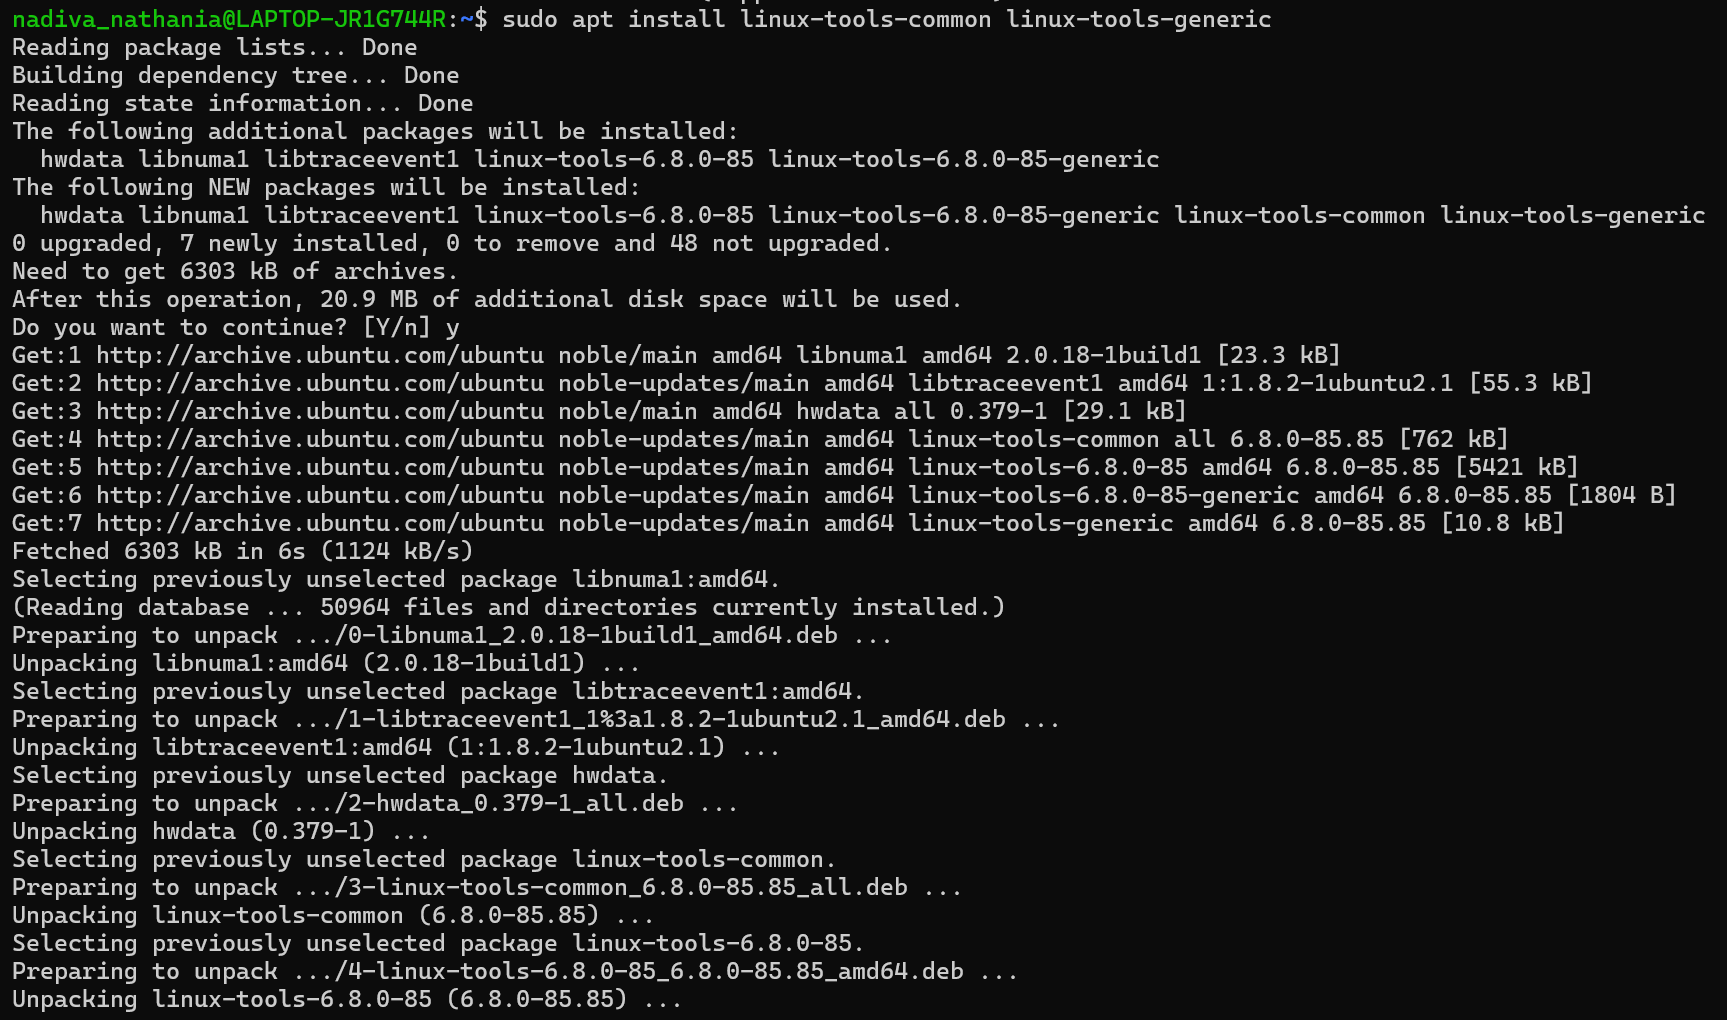 nadiva_nathania@LAPTOP-JR1G744R:~$ sudo apt install linux-tools-common linux-tools-generic
Reading package lists... Done
Building dependency tree... Done
Reading state information... Done
The following additional packages will be installed:
  hwdata libnuma1 libtraceevent1 linux-tools-6.8.0-85 linux-tools-6.8.0-85-generic
The following NEW packages will be installed:
  hwdata libnuma1 libtraceevent1 linux-tools-6.8.0-85 linux-tools-6.8.0-85-generic linux-tools-common linux-tools-generic
0 upgraded, 7 newly installed, 0 to remove and 48 not upgraded.
Need to get 6303 kB of archives.
After this operation, 20.9 MB of additional disk space will be used.
Do you want to continue? [Y/n] y
Get:1 http://archive.ubuntu.com/ubuntu noble/main amd64 libnuma1 amd64 2.0.18-1build1 [23.3 kB]
Get:2 http://archive.ubuntu.com/ubuntu noble-updates/main amd64 libtraceevent1 amd64 1:1.8.2-1ubuntu2.1 [55.3 kB]
Get:3 http://archive.ubuntu.com/ubuntu noble/main amd64 hwdata all 0.379-1 [29.1 kB]
Get:4 http://archive.ubuntu.com/ubuntu noble-updates/main amd64 linux-tools-common all 6.8.0-85.85 [762 kB]
Get:5 http://archive.ubuntu.com/ubuntu noble-updates/main amd64 linux-tools-6.8.0-85 amd64 6.8.0-85.85 [5421 kB]
Get:6 http://archive.ubuntu.com/ubuntu noble-updates/main amd64 linux-tools-6.8.0-85-generic amd64 6.8.0-85.85 [1804 B]
Get:7 http://archive.ubuntu.com/ubuntu noble-updates/main amd64 linux-tools-generic amd64 6.8.0-85.85 [10.8 kB]
Fetched 6303 kB in 6s (1124 kB/s)
Selecting previously unselected package libnuma1:amd64.
(Reading database ... 50964 files and directories currently installed.)
Preparing to unpack .../0-libnuma1_2.0.18-1build1_amd64.deb ...
Unpacking libnuma1:amd64 (2.0.18-1build1) ...
Selecting previously unselected package libtraceevent1:amd64.
Preparing to unpack .../1-libtraceevent1_1%3a1.8.2-1ubuntu2.1_amd64.deb ...
Unpacking libtraceevent1:amd64 (1:1.8.2-1ubuntu2.1) ...
Selecting previously unselected package hwdata.
Preparing to unpack .../2-hwdata_0.379-1_all.deb ...
Unpacking hwdata (0.379-1) ...
Selecting previously unselected package linux-tools-common.
Preparing to unpack .../3-linux-tools-common_6.8.0-85.85_all.deb ...
Unpacking linux-tools-common (6.8.0-85.85) ...
Selecting previously unselected package linux-tools-6.8.0-85.
Preparing to unpack .../4-linux-tools-6.8.0-85_6.8.0-85.85_amd64.deb ...
Unpacking linux-tools-6.8.0-85 (6.8.0-85.85) ...